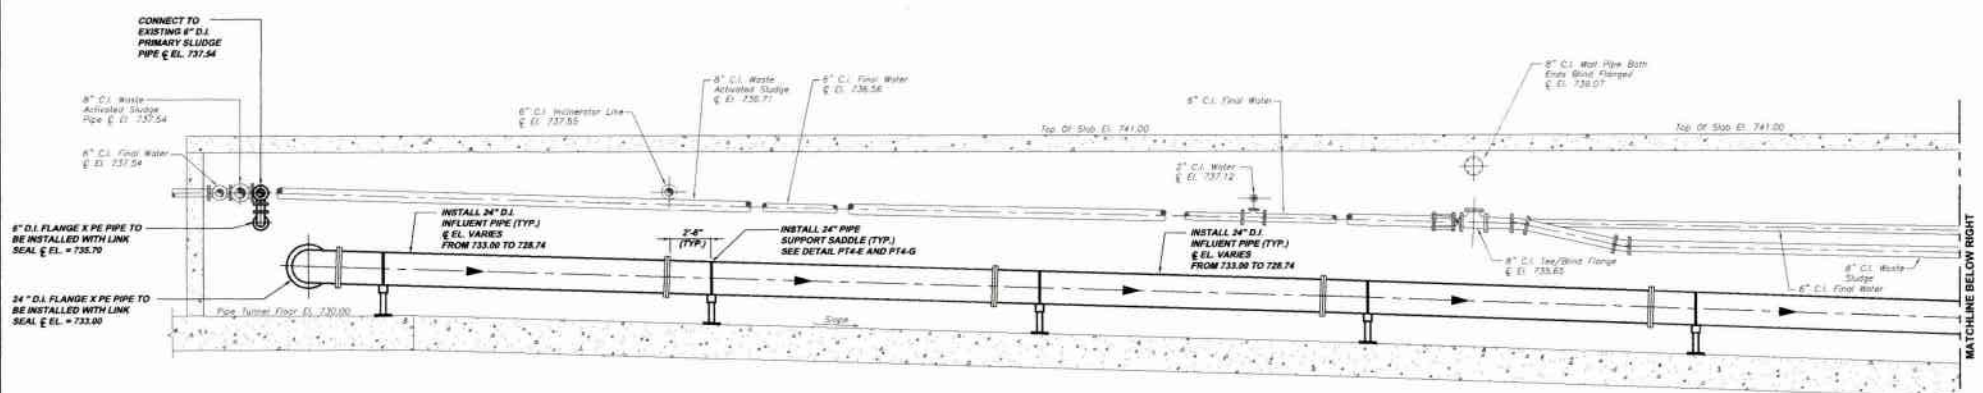 CONNECT TO
EXISTING 6" D.I.
PRIMARY SLUDGE
PIPE ℄ EL. 737.54
8" C.I. Waste
Activated Sludge
Pipe ℄ El. 737.54
6" C.I. Final Water
℄ El. 737.54
6" D.I. FLANGE X PE PIPE TO
BE INSTALLED WITH LINK
SEAL ℄ EL. = 735.70
24 " D.I. FLANGE X PE PIPE TO
BE INSTALLED WITH LINK
SEAL ℄ EL. = 733.00
Pipe Tunnel Floor El. 730.00
INSTALL 24" D.I.
INFLUENT PIPE (TYP.)
℄ EL. VARIES
FROM 733.00 TO 728.74
6" C.I. Incinerator Line
℄ El. 737.55
8" C.I. Waste
Activated Sludge
℄ El. 736.71
6" C.I. Final Water
℄ El. 736.56
2'-6"
(TYP.)
INSTALL 24" PIPE
SUPPORT SADDLE (TYP.)
SEE DETAIL PT4-E AND PT4-G
Slope
Top Of Slab El. 741.00
6" C.I. Final Water
2" C.I. Water
℄ El. 737.12
INSTALL 24" D.I.
INFLUENT PIPE (TYP.)
℄ EL. VARIES
FROM 733.00 TO 728.74
8" C.I. Wall Pipe Both
Ends Blind Flanged
℄ El.
Top Of Slab El. 741.00
8" C.I. Tee/Blind Flange
℄ El. 735.65
8" C.I. Waste
Sludge
6" C.I. Final Water
MATCHLINE BELOW RIGHT